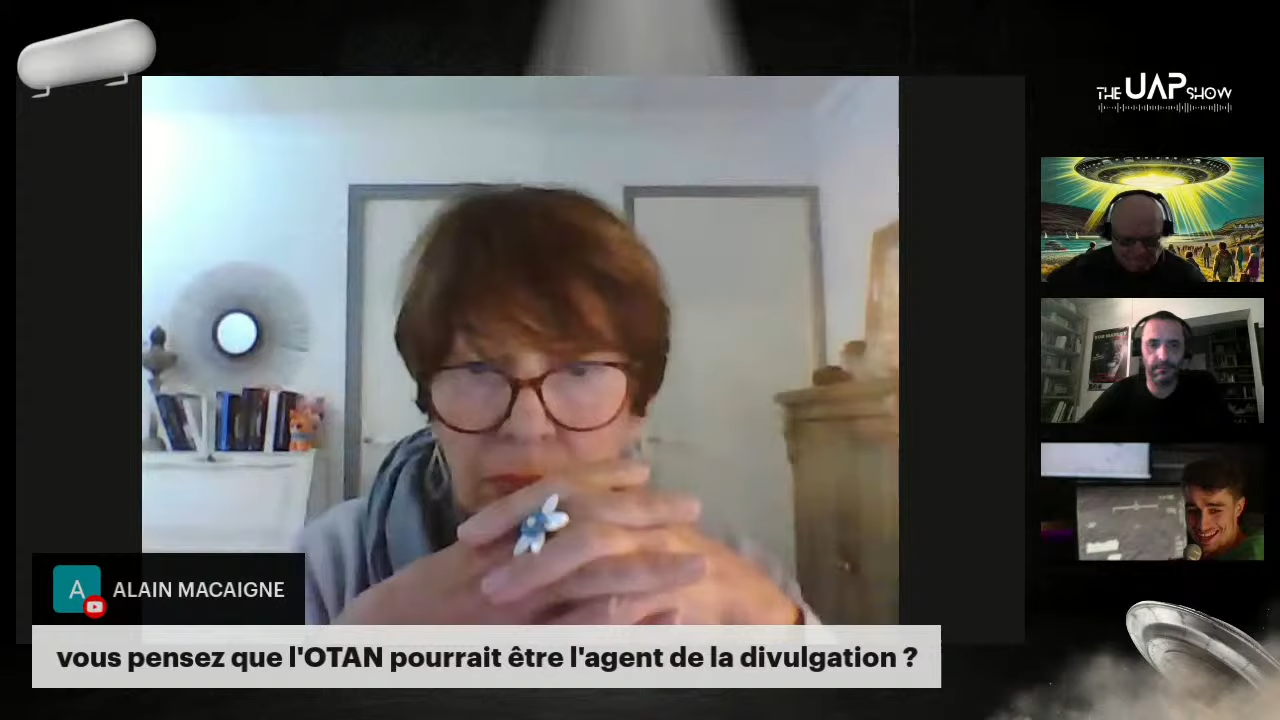 THE UAP SHOW
A ALAIN MACAIGNE
vous pensez que l'OTAN pourrait être l'agent de la divulgation ?